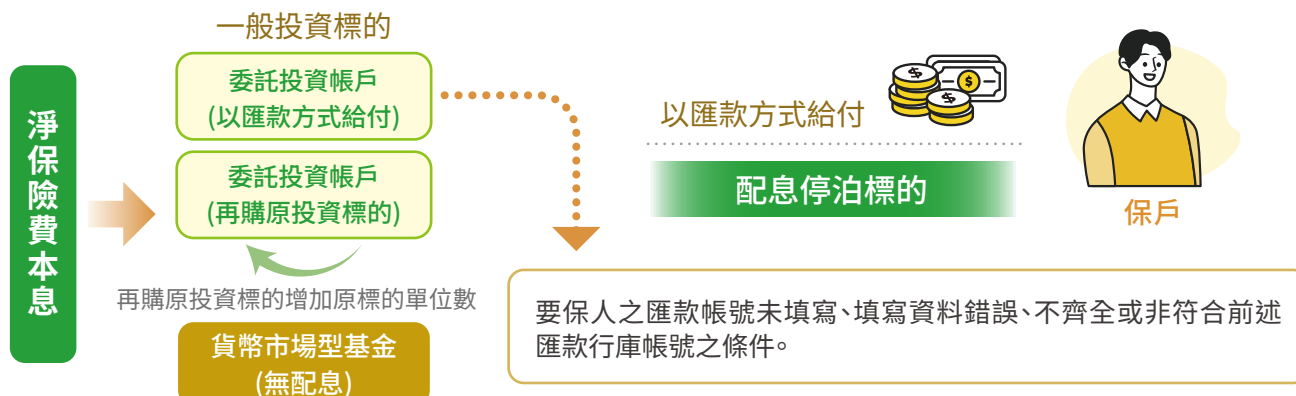 淨保險費本息
一般投資標的
委託投資帳戶
(以匯款方式給付)
委託投資帳戶
(再購原投資標的)
再購原投資標的增加原標的單位數
貨幣市場型基金
(無配息)
以匯款方式給付
配息停泊標的
保戶
要保人之匯款帳號未填寫、填寫資料錯誤、不齊全或非符合前述
匯款行庫帳號之條件。